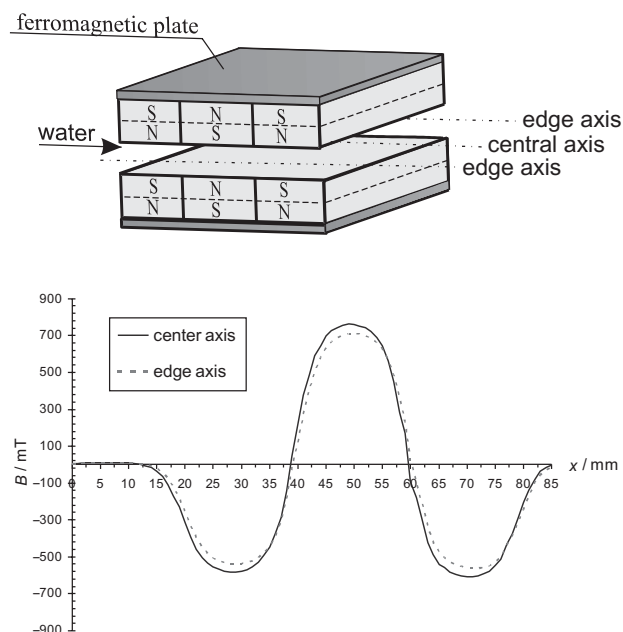 ferromagnetic plate
S N S
N S N
edge axis
water
central axis
edge axis
S N S
N S N
900
700
500
300
100
−100
−300
−500
−700
−900
B / mT
center axis
edge axis
0 5 10 15 20 25 30 35 40 45 50 55 60 65 70 75 80 85
x / mm